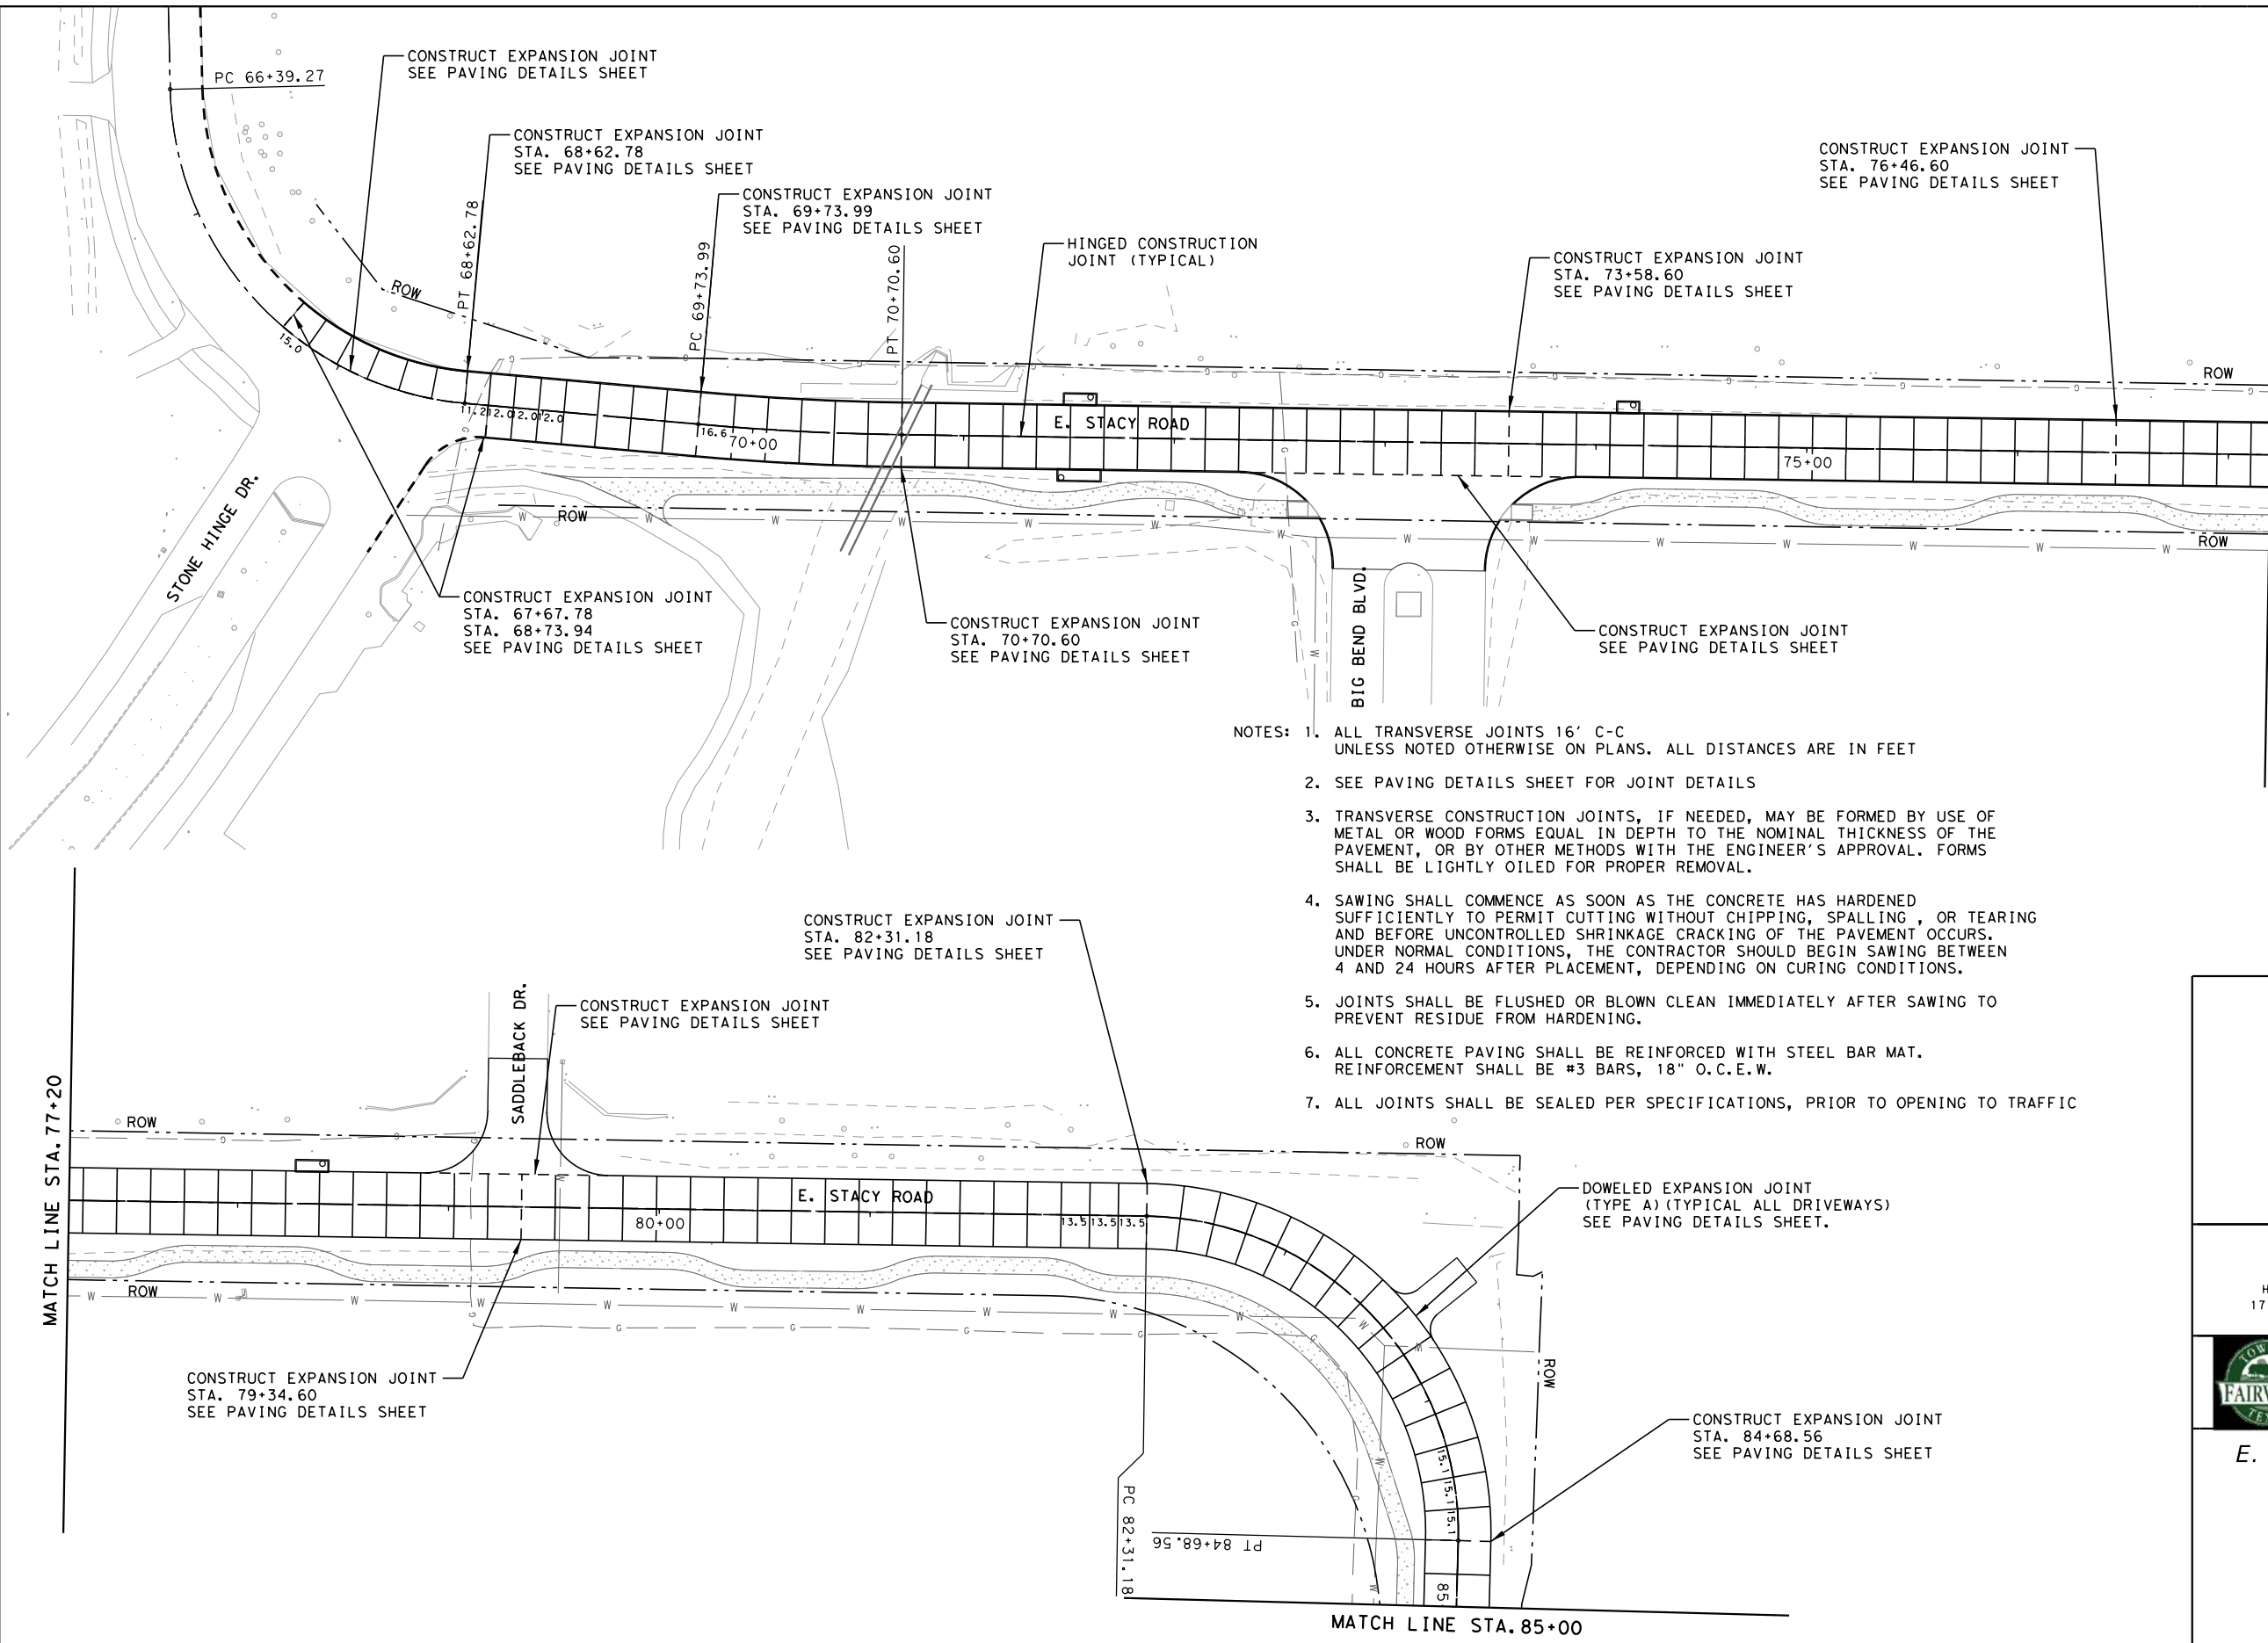 PC 66+39.27
CONSTRUCT EXPANSION JOINT
SEE PAVING DETAILS SHEET
CONSTRUCT EXPANSION JOINT
STA. 68+62.78
SEE PAVING DETAILS SHEET
CONSTRUCT EXPANSION JOINT
STA. 69+73.99
SEE PAVING DETAILS SHEET
HINGED CONSTRUCTION
JOINT (TYPICAL)
CONSTRUCT EXPANSION JOINT
STA. 73+58.60
SEE PAVING DETAILS SHEET
CONSTRUCT EXPANSION JOINT
STA. 76+46.60
SEE PAVING DETAILS SHEET
PT 68+62.78
PC 69+73.99
PT 70+70.60
ROW
ROW
15.0
11.2
12.0
12.0
12.0
16.6
70+00
E. STACY ROAD
75+00
ROW
ROW
STONE HINGE DR.
BIG BEND BLVD.
CONSTRUCT EXPANSION JOINT
STA. 67+67.78
STA. 68+73.94
SEE PAVING DETAILS SHEET
CONSTRUCT EXPANSION JOINT
STA. 70+70.60
SEE PAVING DETAILS SHEET
CONSTRUCT EXPANSION JOINT
SEE PAVING DETAILS SHEET
NOTES: 1. ALL TRANSVERSE JOINTS 16' C-C
UNLESS NOTED OTHERWISE ON PLANS. ALL DISTANCES ARE IN FEET
2. SEE PAVING DETAILS SHEET FOR JOINT DETAILS
3. TRANSVERSE CONSTRUCTION JOINTS, IF NEEDED, MAY BE FORMED BY USE OF
METAL OR WOOD FORMS EQUAL IN DEPTH TO THE NOMINAL THICKNESS OF THE
PAVEMENT, OR BY OTHER METHODS WITH THE ENGINEER'S APPROVAL. FORMS
SHALL BE LIGHTLY OILED FOR PROPER REMOVAL.
4. SAWING SHALL COMMENCE AS SOON AS THE CONCRETE HAS HARDENED
SUFFICIENTLY TO PERMIT CUTTING WITHOUT CHIPPING, SPALLING , OR TEARING
AND BEFORE UNCONTROLLED SHRINKAGE CRACKING OF THE PAVEMENT OCCURS.
UNDER NORMAL CONDITIONS, THE CONTRACTOR SHOULD BEGIN SAWING BETWEEN
4 AND 24 HOURS AFTER PLACEMENT, DEPENDING ON CURING CONDITIONS.
5. JOINTS SHALL BE FLUSHED OR BLOWN CLEAN IMMEDIATELY AFTER SAWING TO
PREVENT RESIDUE FROM HARDENING.
6. ALL CONCRETE PAVING SHALL BE REINFORCED WITH STEEL BAR MAT.
REINFORCEMENT SHALL BE #3 BARS, 18" O.C.E.W.
7. ALL JOINTS SHALL BE SEALED PER SPECIFICATIONS, PRIOR TO OPENING TO TRAFFIC
CONSTRUCT EXPANSION JOINT
STA. 82+31.18
SEE PAVING DETAILS SHEET
SADDLEBACK DR.
CONSTRUCT EXPANSION JOINT
SEE PAVING DETAILS SHEET
MATCH LINE STA. 77+20
ROW
ROW
80+00
E. STACY ROAD
13.5
13.5
13.5
ROW
DOWELED EXPANSION JOINT
(TYPE A)(TYPICAL ALL DRIVEWAYS)
SEE PAVING DETAILS SHEET.
ROW
CONSTRUCT EXPANSION JOINT
STA. 79+34.60
SEE PAVING DETAILS SHEET
CONSTRUCT EXPANSION JOINT
STA. 84+68.56
SEE PAVING DETAILS SHEET
15.1
15.1
15.1
PC 82+31.18
PT 84+68.56
85
MATCH LINE STA. 85+00
H
17
E.